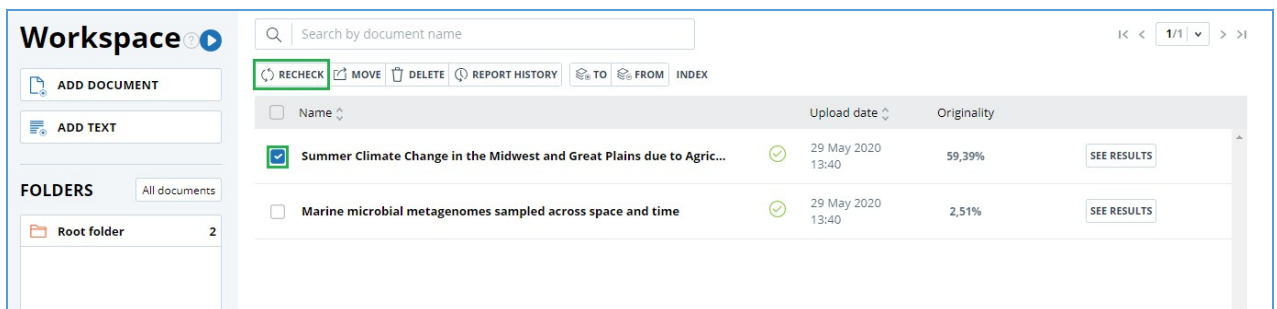 Workspace
Search by document name
1/1
ADD DOCUMENT
RECHECK MOVE DELETE REPORT HISTORY TO FROM INDEX
Name Upload date Originality
ADD TEXT
Summer Climate Change in the Midwest and Great Plains due to Agric... 29 May 2020 13:40 59,39% SEE RESULTS
FOLDERS All documents
Marine microbial metagenomes sampled across space and time 29 May 2020 13:40 2,51% SEE RESULTS
Root folder 2